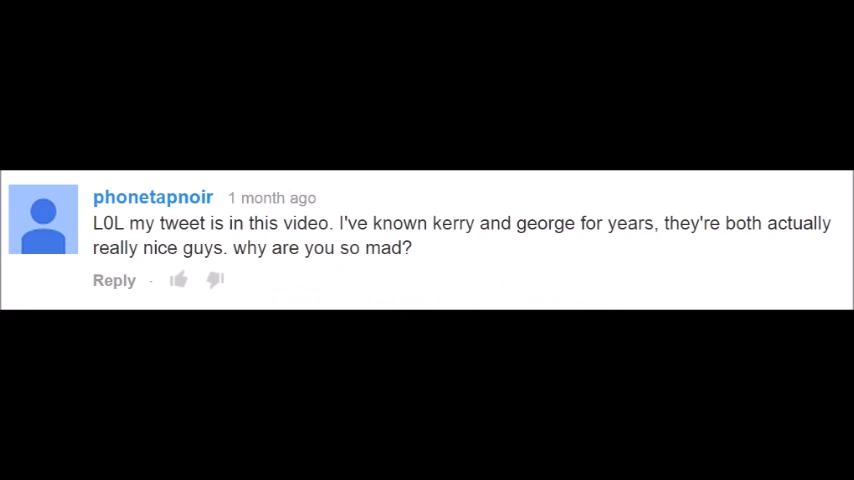 phonetapnoir 1 month ago
L0L my tweet is in this video. I've known kerry and george for years, they're both actually
really nice guys. why are you so mad?
Reply ·